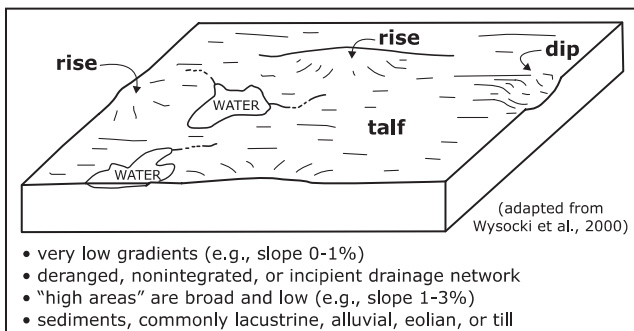 rise
dip
rise
WATER
talf
WATER
(adapted from
Wysocki et al., 2000)
• very low gradients (e.g., slope 0-1%)
• deranged, nonintegrated, or incipient drainage network
• “high areas” are broad and low (e.g., slope 1-3%)
• sediments, commonly lacustrine, alluvial, eolian, or till